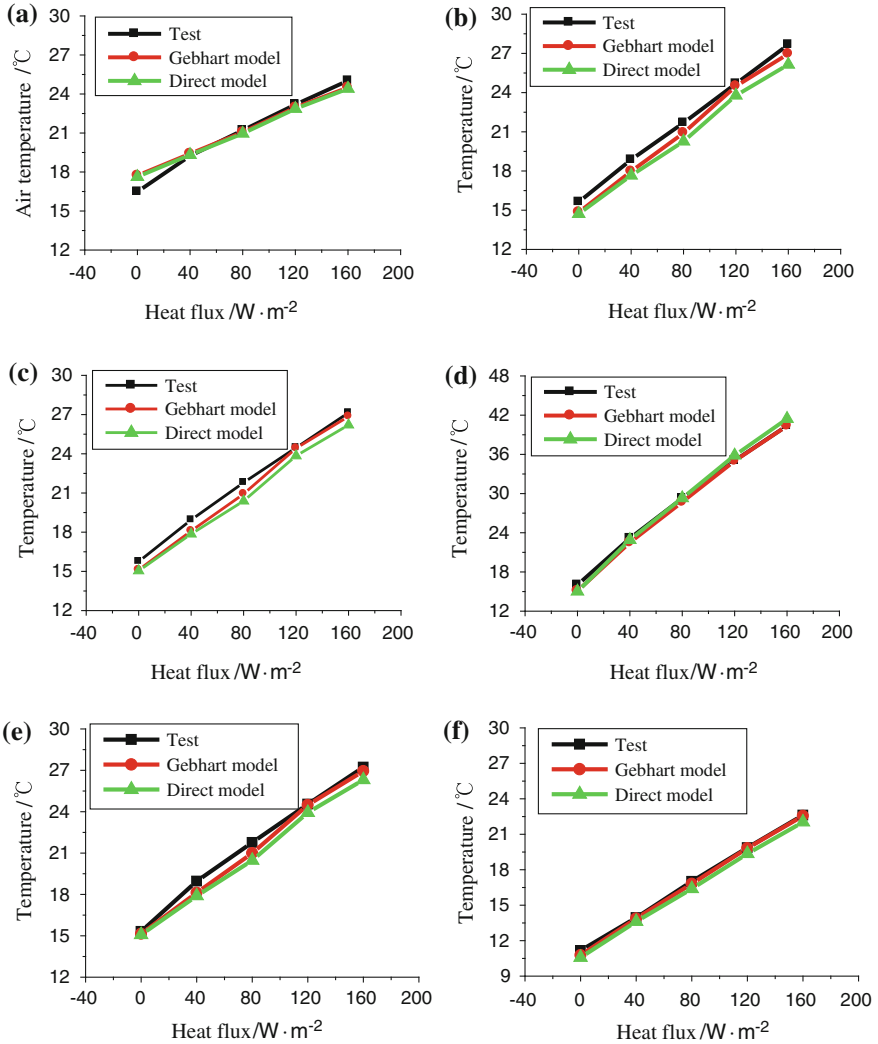 (a)
30
27
24
21
18
15
12
Air temperature /℃
Test
Gebhart model
Direct model
-40 0 40 80 120 160 200
Heat flux /W · m-2
(b)
30
27
24
21
18
15
12
Temperature /℃
Test
Gebhart model
Direct model
-40 0 40 80 120 160 200
Heat flux /W · m-2
(c)
30
27
24
21
18
15
12
Temperature /℃
Test
Gebhart model
Direct model
-40 0 40 80 120 160 200
Heat flux /W · m-2
(d)
48
42
36
30
24
18
12
Temperature /℃
Test
Gebhart model
Direct model
-40 0 40 80 120 160 200
Heat flux /W · m-2
(e)
30
27
24
21
18
15
12
Temperature /℃
Test
Gebhart model
Direct model
-40 0 40 80 120 160 200
Heat flux/W · m-2
(f)
30
27
24
21
18
15
12
9
Temperature /℃
Test
Gebhart model
Direct model
-40 0 40 80 120 160 200
Heat flux/W · m-2